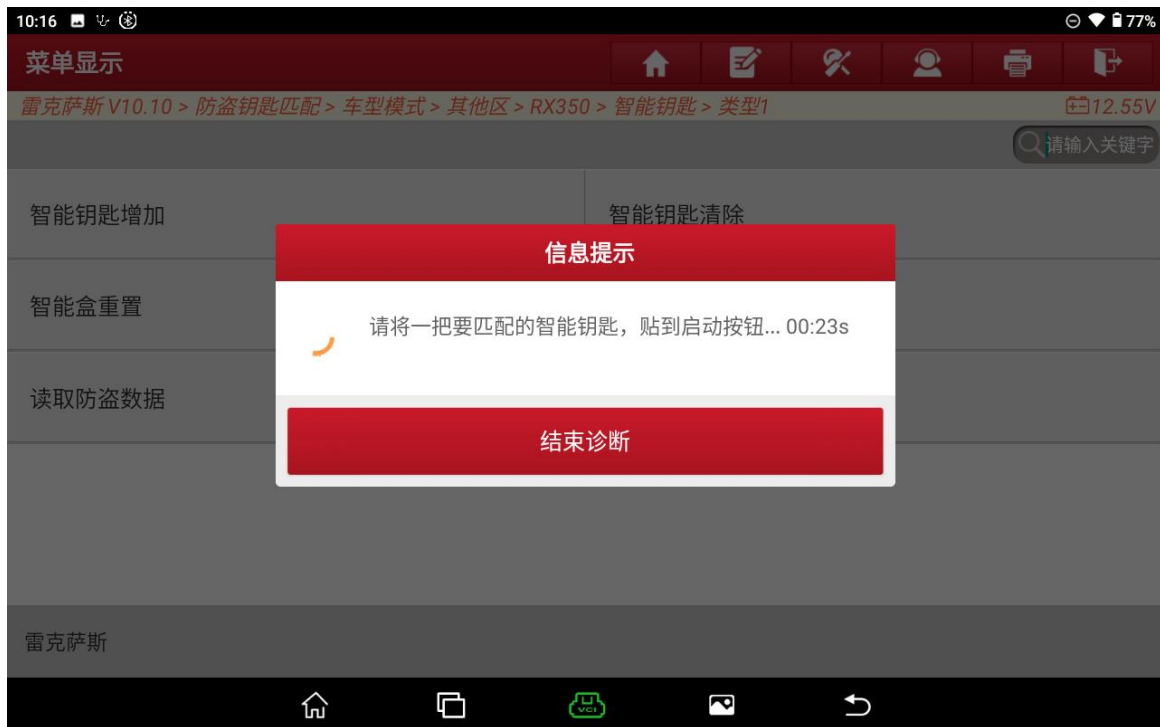 10:16
77%
菜单显示
雷克萨斯 V10.10 > 防盗钥匙匹配 > 车型模式 > 其他区 > RX350 > 智能钥匙 > 类型1
12.55V
请输入关键字
智能钥匙增加
智能钥匙清除
信息提示
智能盒重置
请将一把要匹配的智能钥匙，贴到启动按钮... 00:23s
读取防盗数据
结束诊断
雷克萨斯
VCI